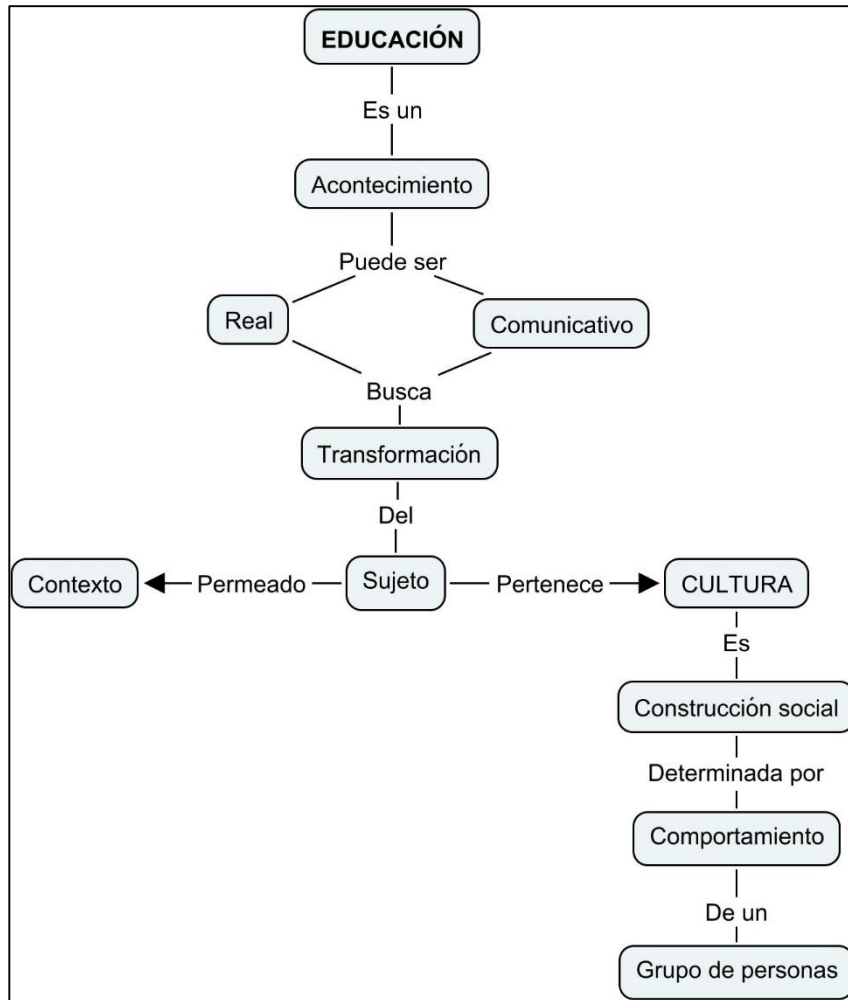 EDUCACIÓN
Es un
Acontecimiento
Puede ser
Real
Comunicativo
Busca
Transformación
Del
Contexto
Permeado
Sujeto
Pertenece
CULTURA
Es
Construcción social
Determinada por
Comportamiento
De un
Grupo de personas